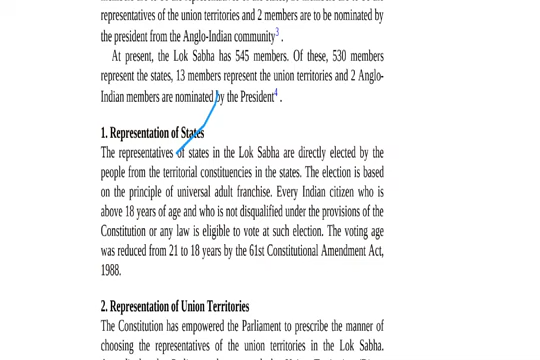 representatives of the union territories and 2 members are to be nominated by
the president from the Anglo-Indian community3 .
At present, the Lok Sabha has 545 members. Of these, 530 members
represent the states, 13 members represent the union territories and 2 Anglo-
Indian members are nominated by the President4 .
1. Representation of States
The representatives of states in the Lok Sabha are directly elected by the
people from the territorial constituencies in the states. The election is based
on the principle of universal adult franchise. Every Indian citizen who is
above 18 years of age and who is not disqualified under the provisions of the
Constitution or any law is eligible to vote at such election. The voting age
was reduced from 21 to 18 years by the 61st Constitutional Amendment Act,
1988.
2. Representation of Union Territories
The Constitution has empowered the Parliament to prescribe the manner of
choosing the representatives of the union territories in the Lok Sabha.